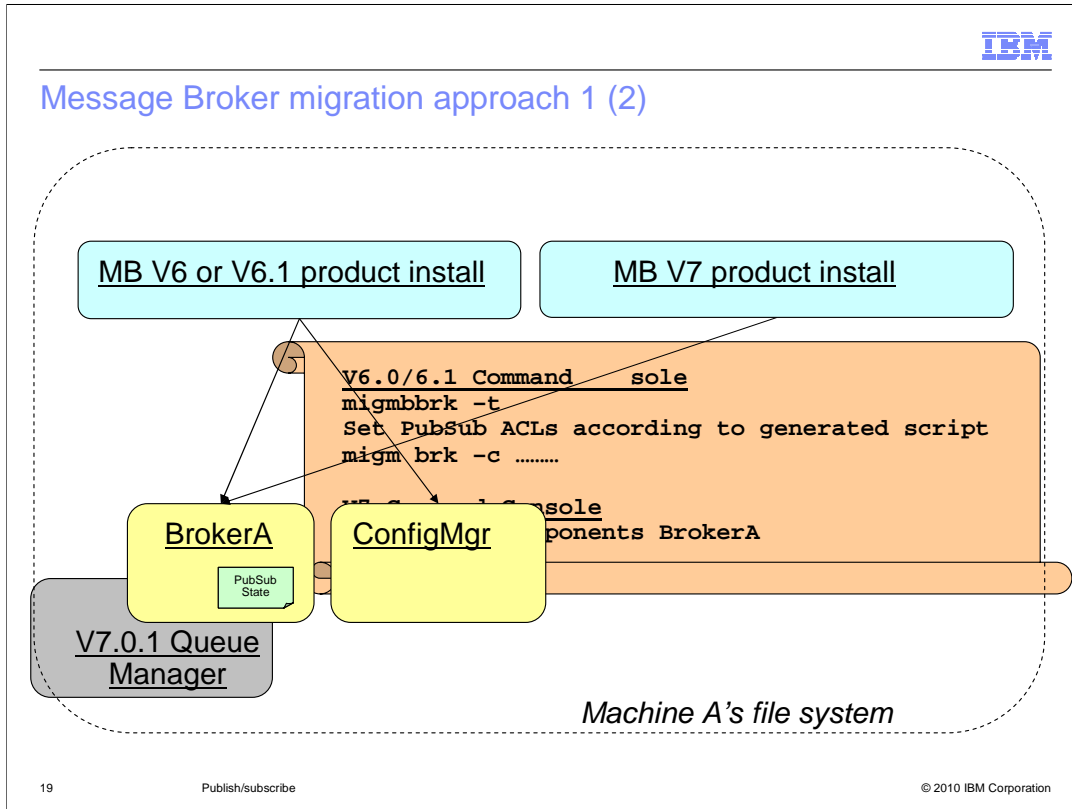 IBM
Message Broker migration approach 1 (2)
MB V6 or V6.1 product install
MB V7 product install
V6.0/6.1 Command sole
migmbbrk –t
Set PubSub ACLs according to generated script
migm brk –c ………
V7 Console
ponents BrokerA
BrokerA
ConfigMgr
PubSub
State
V7.0.1 Queue
Manager
Machine A's file system
19 Publish/subscribe © 2010 IBM Corporation